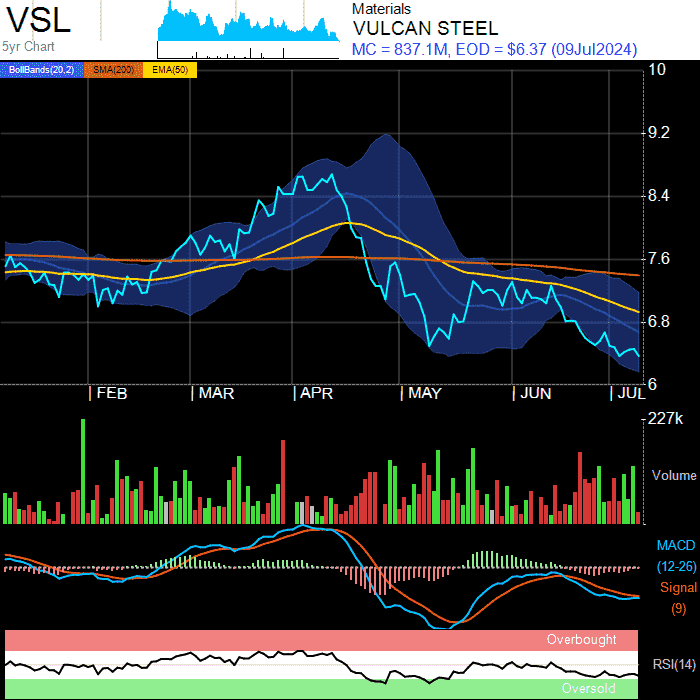 VSL
5yr Chart
Materials
VULCAN STEEL
MC = 837.1M, EOD = $6.37 (09Jul2024)
BollBands(20,2) SMA(200) EMA(50)
10
9.2
8.4
7.6
6.8
6
| FEB | MAR | APR | MAY | JUN | JUL
227k
Volume
MACD
(12-26)
Signal
(9)
Overbought
RSI(14)
Oversold